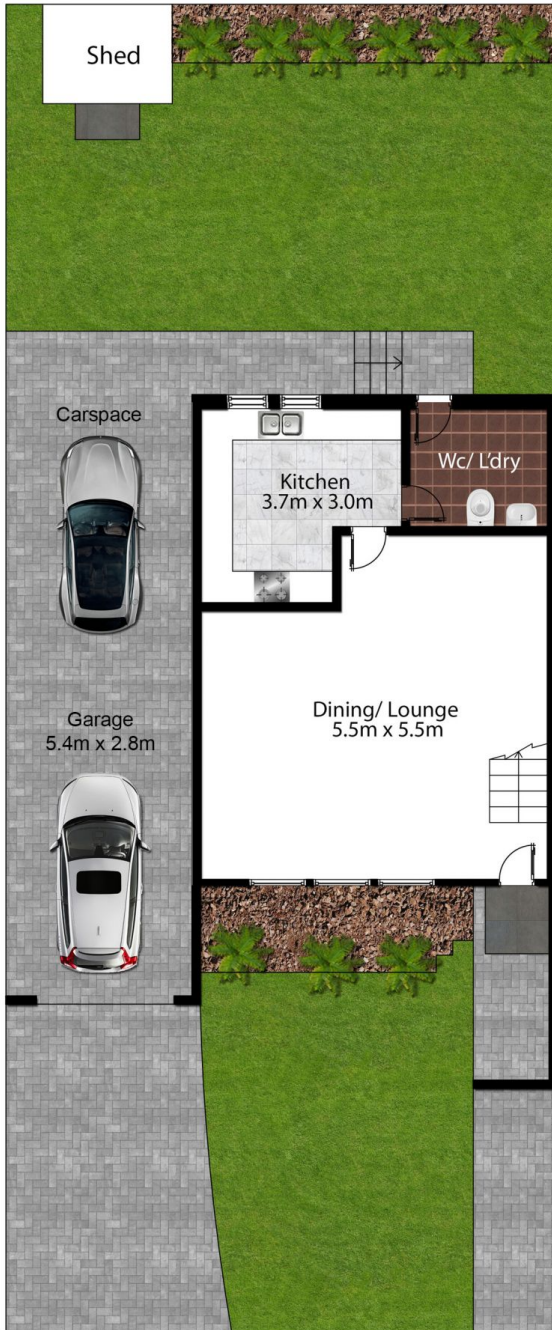 Shed
Carspace
Wc/ L'dry
Kitchen
3.7m x 3.0m
Garage
5.4m x 2.8m
Dining/ Lounge
5.5m x 5.5m